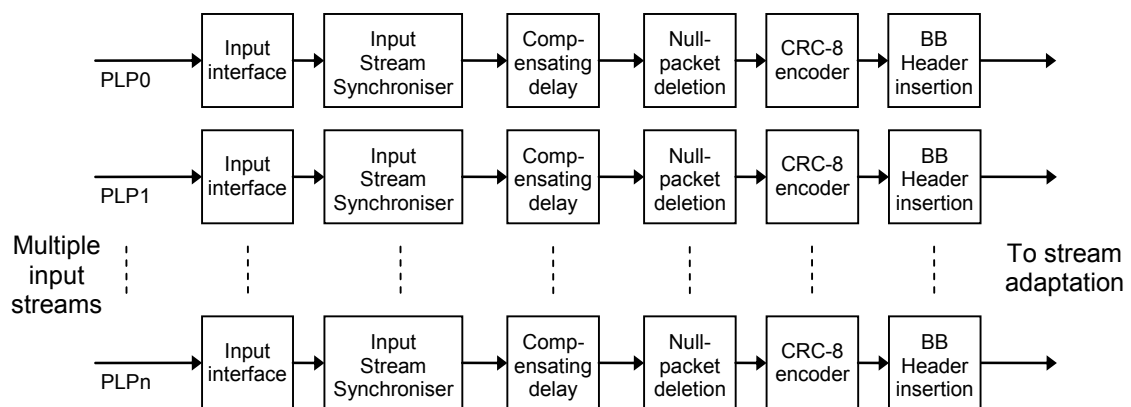 PLP0
Input
interface
Input
Stream
Synchroniser
Comp-
ensating
delay
Null-
packet
deletion
CRC-8
encoder
BB
Header
insertion
PLP1
Input
interface
Input
Stream
Synchroniser
Comp-
ensating
delay
Null-
packet
deletion
CRC-8
encoder
BB
Header
insertion
Multiple
input
streams
To stream
adaptation
PLPn
Input
interface
Input
Stream
Synchroniser
Comp-
ensating
delay
Null-
packet
deletion
CRC-8
encoder
BB
Header
insertion